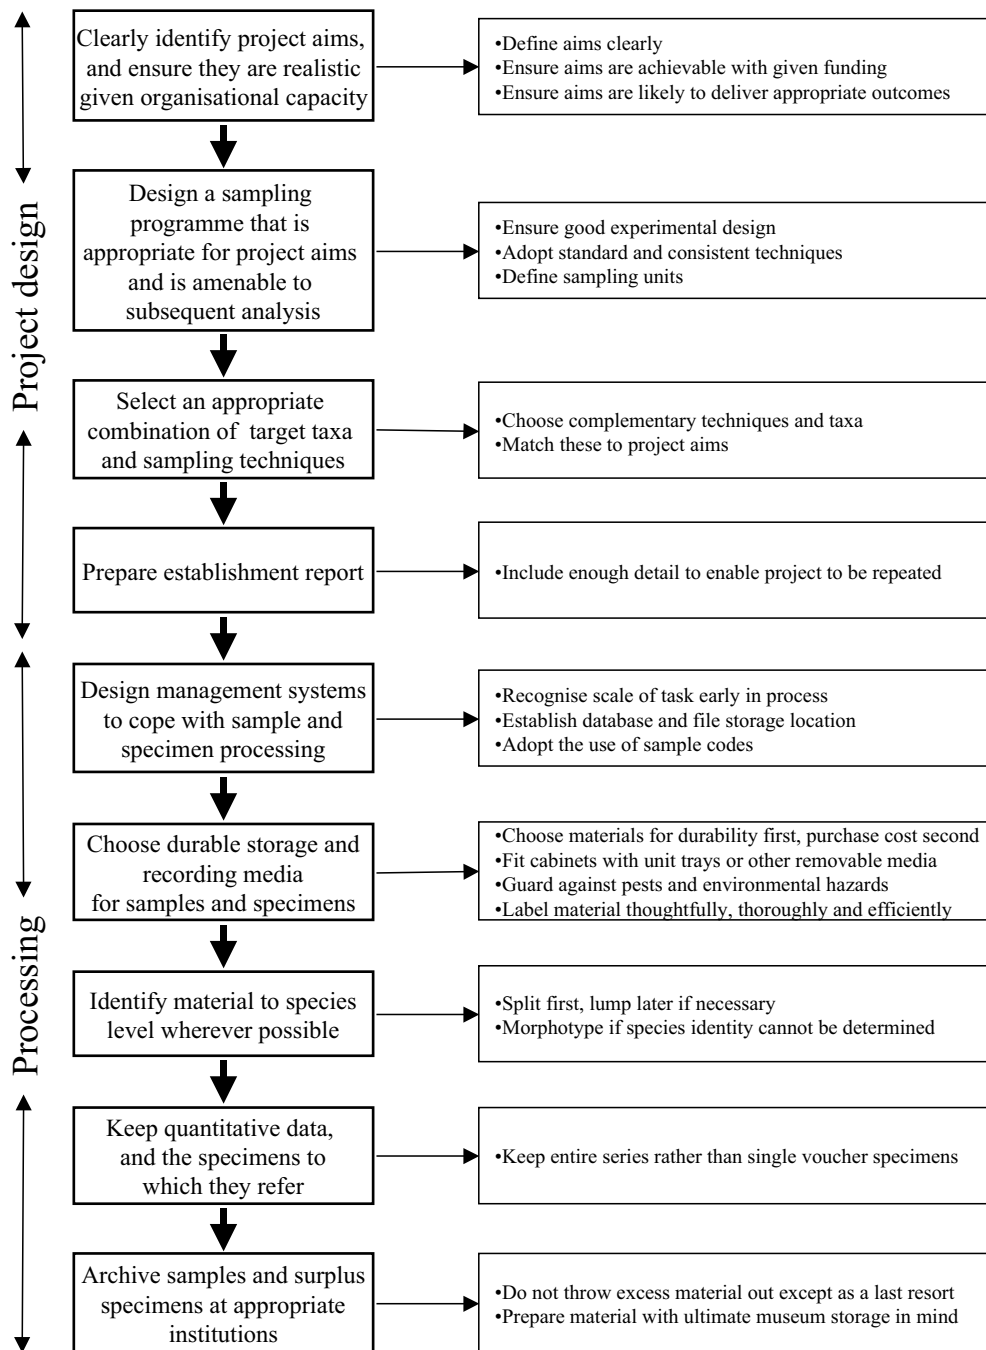 Project design
Clearly identify project aims,
and ensure they are realistic
given organisational capacity
•Define aims clearly
•Ensure aims are achievable with given funding
•Ensure aims are likely to deliver appropriate outcomes
Design a sampling
programme that is
appropriate for project aims
and is amenable to
subsequent analysis
•Ensure good experimental design
•Adopt standard and consistent techniques
•Define sampling units
Select an appropriate
combination of target taxa
and sampling techniques
•Choose complementary techniques and taxa
•Match these to project aims
Prepare establishment report
•Include enough detail to enable project to be repeated
Processing
Design management systems
to cope with sample and
specimen processing
•Recognise scale of task early in process
•Establish database and file storage location
•Adopt the use of sample codes
Choose durable storage and
recording media
for samples and specimens
•Choose materials for durability first, purchase cost second
•Fit cabinets with unit trays or other removable media
•Guard against pests and environmental hazards
•Label material thoughtfully, thoroughly and efficiently
Identify material to species
level wherever possible
•Split first, lump later if necessary
•Morphotype if species identity cannot be determined
Keep quantitative data,
and the specimens to
which they refer
•Keep entire series rather than single voucher specimens
Archive samples and surplus
specimens at appropriate
institutions
•Do not throw excess material out except as a last resort
•Prepare material with ultimate museum storage in mind